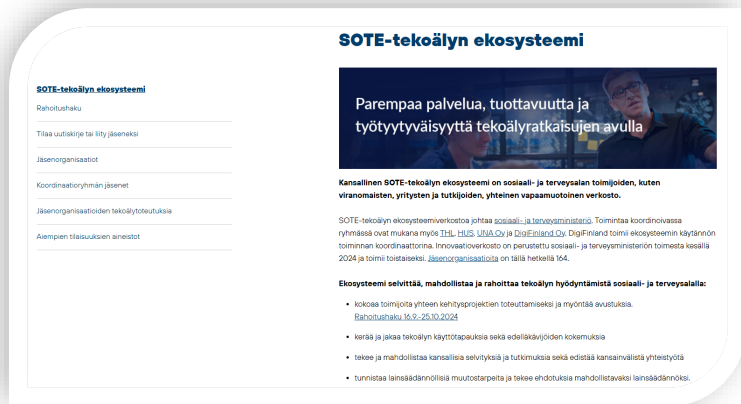 SOTE-tekoälyn ekosysteemi
SOTE-tekoälyn ekosysteemi
Rahoitushaku
Tilaa uutiskirje tai liity jäseneksi
Jäsenorganisaatiot
Koordinaatioryhmän jäsenet
Jäsenorganisaatioiden tekoälytoteutuksia
Aiempien tilaisuuksien aineistot
Parempaa palvelua, tuottavuutta ja
työtyytyväisyyttä tekoälyratkaisujen avulla
Kansallinen SOTE-tekoälyn ekosysteemi on sosiaali- ja terveysalan toimijoiden, kuten
viranomaisten, yritysten ja tutkijoiden, yhteinen vapaamuotoinen verkosto.
SOTE-tekoälyn ekosysteemiverkostoa johtaa sosiaali- ja terveysministeriö. Toimintaa koordinoivassa
ryhmässä ovat mukana myös THL, HUS, UNA Oy ja DigiFinland Oy. DigiFinland toimii ekosysteemin käytännön
toiminnan koordinaattorina. Innovaatioverkosto on perustettu sosiaali- ja terveysministeriön toimesta kesällä
2024 ja toimii toistaiseksi. Jäsenorganisaatioita on tällä hetkellä 164.
Ekosysteemi selvittää, mahdollistaa ja rahoittaa tekoälyn hyödyntämistä sosiaali- ja terveysalalla:
• kokoaa toimijoita yhteen kehitysprojektien toteuttamiseksi ja myöntää avustuksia.
Rahoitushaku 16.9.-25.10.2024
• kerää ja jakaa tekoälyn käyttötapauksia sekä edelläkävijöiden kokemuksia
• tekee ja mahdollistaa kansallisia selvityksiä ja tutkimuksia sekä edistää kansainvälistä yhteistyötä
• tunnistaa lainsäädännöllisiä muutostarpeita ja tekee ehdotuksia mahdollistavaksi lainsäädännöksi.